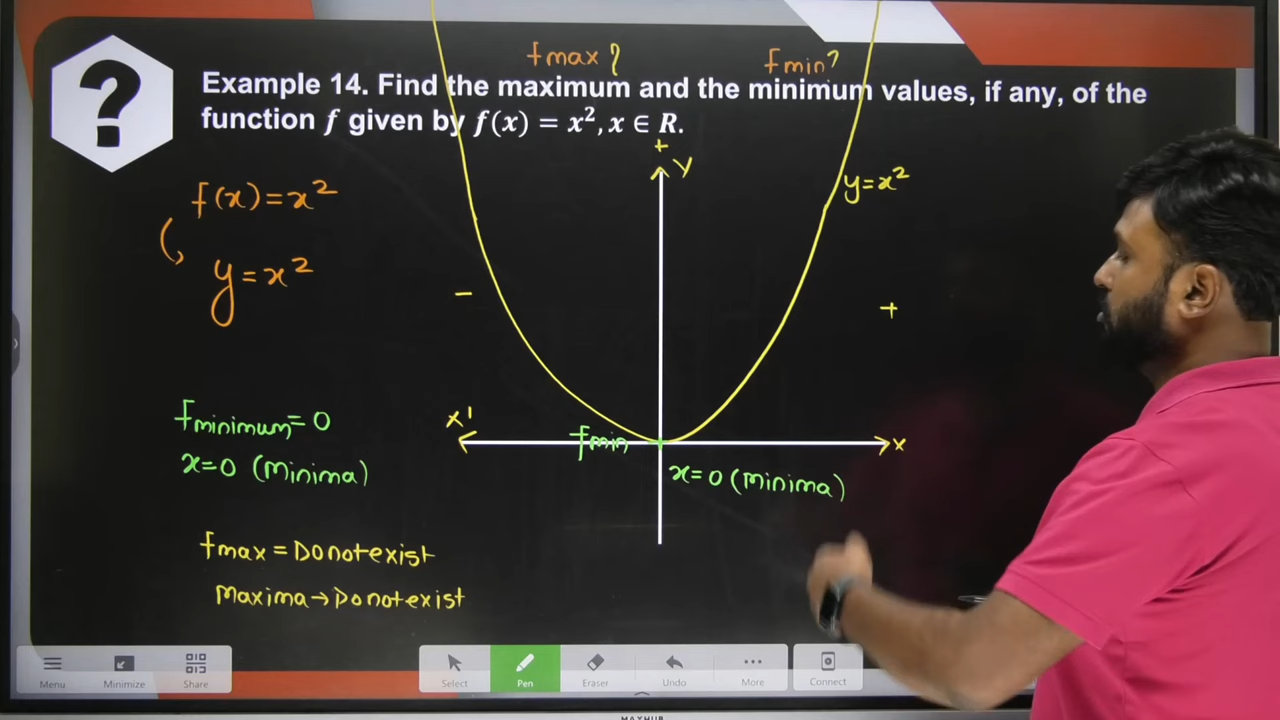 fmax?
fmin?
Example 14. Find the maximum and the minimum values, if any, of the
function f given by f(x) = x², x ∈ R.
f(x)=x²
y=x²
+
Y
y=x²
-
+
fminimum=0
x=0 (Minima)
X'
fmin
X
x=0 (Minima)
fmax = Donotexist
Maxima→Donotexist
Menu
Minimize
Share
Select
Pen
Eraser
Undo
More
Connect
MAXHUB